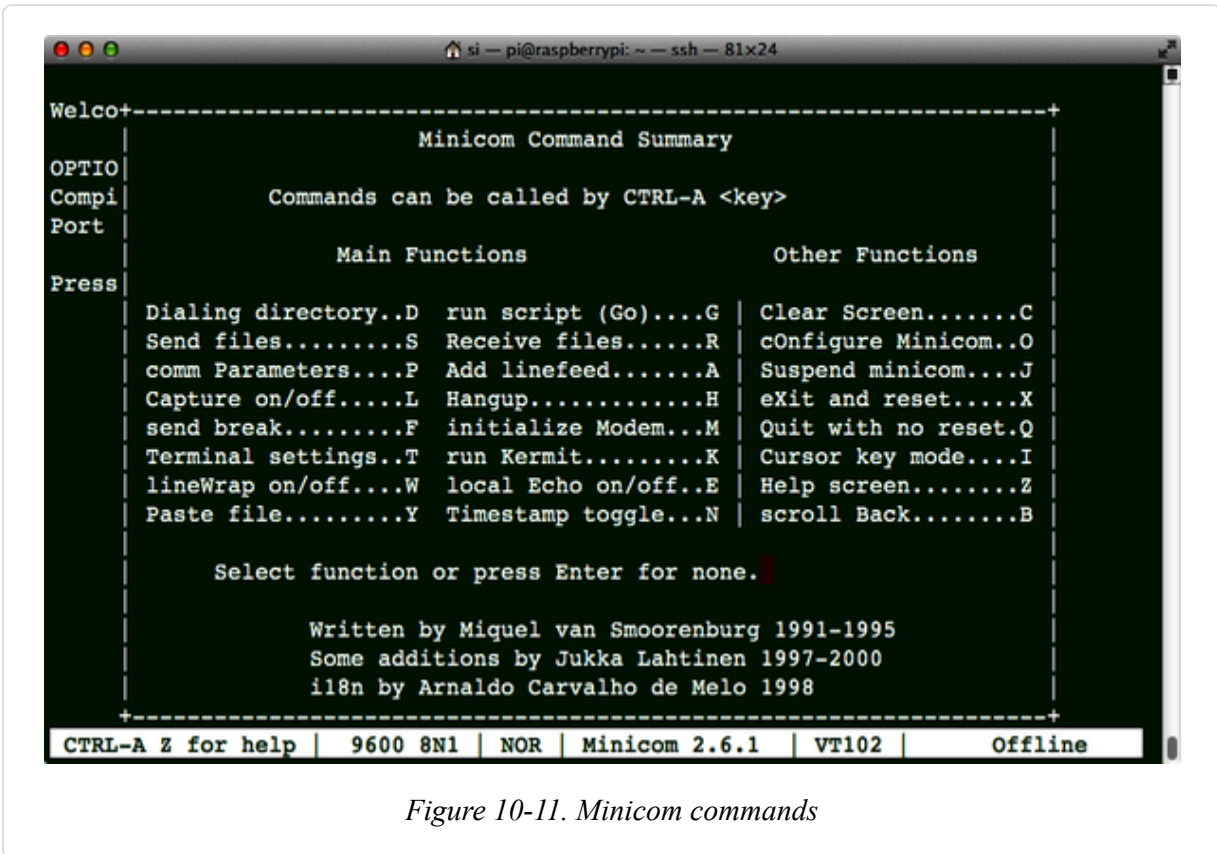 si — pi@raspberrypi: ~ — ssh — 81×24
Welco+-------------------------------------------------------------------+
| Minicom Command Summary |
OPTIO| |
Compi| Commands can be called by CTRL-A <key> |
Port | |
| Main Functions Other Functions |
Press| |
| Dialing directory..D run script (Go)....G | Clear Screen.......C |
| Send files.........S Receive files......R | cOnfigure Minicom..O |
| comm Parameters....P Add linefeed.......A | Suspend minicom....J |
| Capture on/off.....L Hangup.............H | eXit and reset.....X |
| send break.........F initialize Modem...M | Quit with no reset.Q |
| Terminal settings..T run Kermit.........K | Cursor key mode....I |
| lineWrap on/off....W local Echo on/off..E | Help screen........Z |
| Paste file.........Y Timestamp toggle...N | scroll Back........B |
| |
| Select function or press Enter for none. |
| |
| Written by Miquel van Smoorenburg 1991-1995 |
| Some additions by Jukka Lahtinen 1997-2000 |
| i18n by Arnaldo Carvalho de Melo 1998 |
+-------------------------------------------------------------------+
CTRL-A Z for help | 9600 8N1 | NOR | Minicom 2.6.1 | VT102 | Offline
Figure 10-11. Minicom commands